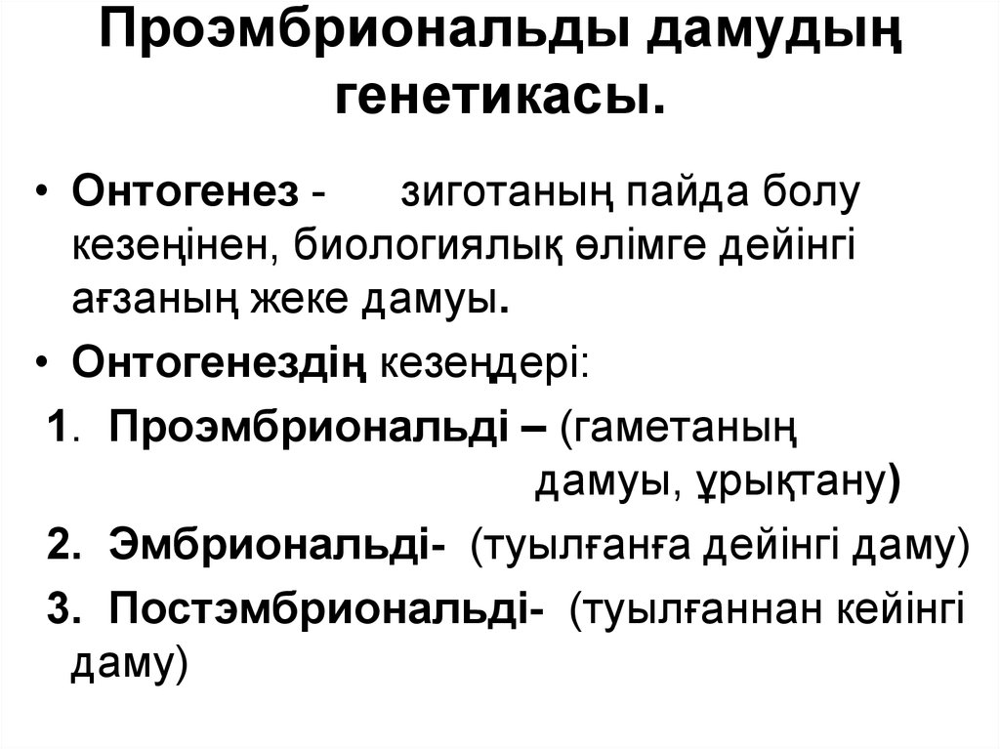 Проэмбриональды дамудың
генетикасы.
• Онтогенез - зиготаның пайда болу
кезеңінен, биологиялық өлімге дейінгі
ағзаның жеке дамуы.
• Онтогенездің кезеңдері:
1. Проэмбриональді – (гаметаның
дамуы, ұрықтану)
2. Эмбриональді- (туылғанға дейінгі даму)
3. Постэмбриональді- (туылғаннан кейінгі
даму)